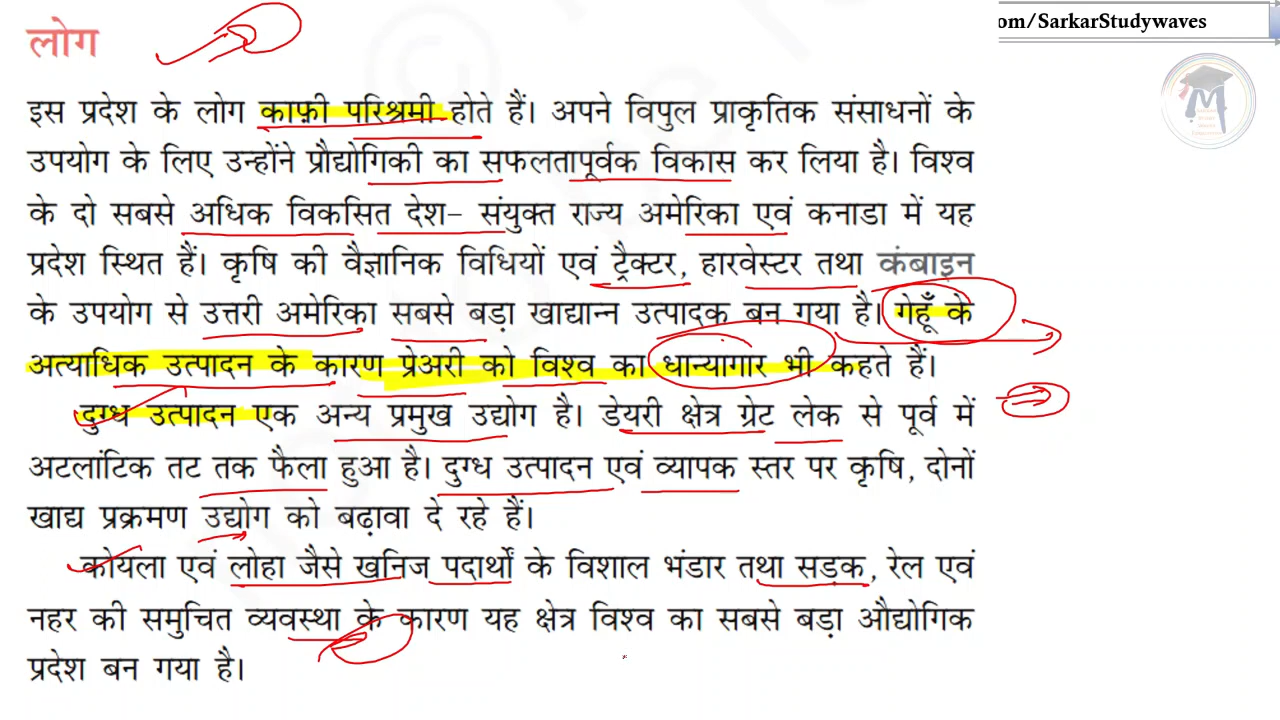 om/SarkarStudywaves
लोग
इस प्रदेश के लोग काफ़ी परिश्रमी होते हैं। अपने विपुल प्राकृतिक संसाधनों के
उपयोग के लिए उन्होंने प्रौद्योगिकी का सफलतापूर्वक विकास कर लिया है। विश्व
के दो सबसे अधिक विकसित देश– संयुक्त राज्य अमेरिका एवं कनाडा में यह
प्रदेश स्थित हैं। कृषि की वैज्ञानिक विधियों एवं ट्रैक्टर, हारवेस्टर तथा कंबाइन
के उपयोग से उत्तरी अमेरिका सबसे बड़ा खाद्यान्न उत्पादक बन गया है। गेहूँ के
अत्याधिक उत्पादन के कारण प्रेअरी को विश्व का धान्यागार भी कहते हैं।
दुग्ध उत्पादन एक अन्य प्रमुख उद्योग है। डेयरी क्षेत्र ग्रेट लेक से पूर्व में
अटलांटिक तट तक फैला हुआ है। दुग्ध उत्पादन एवं व्यापक स्तर पर कृषि, दोनों
खाद्य प्रक्रमण उद्योग को बढ़ावा दे रहे हैं।
कोयला एवं लोहा जैसे खनिज पदार्थों के विशाल भंडार तथा सड़क, रेल एवं
नहर की समुचित व्यवस्था के कारण यह क्षेत्र विश्व का सबसे बड़ा औद्योगिक
प्रदेश बन गया है।